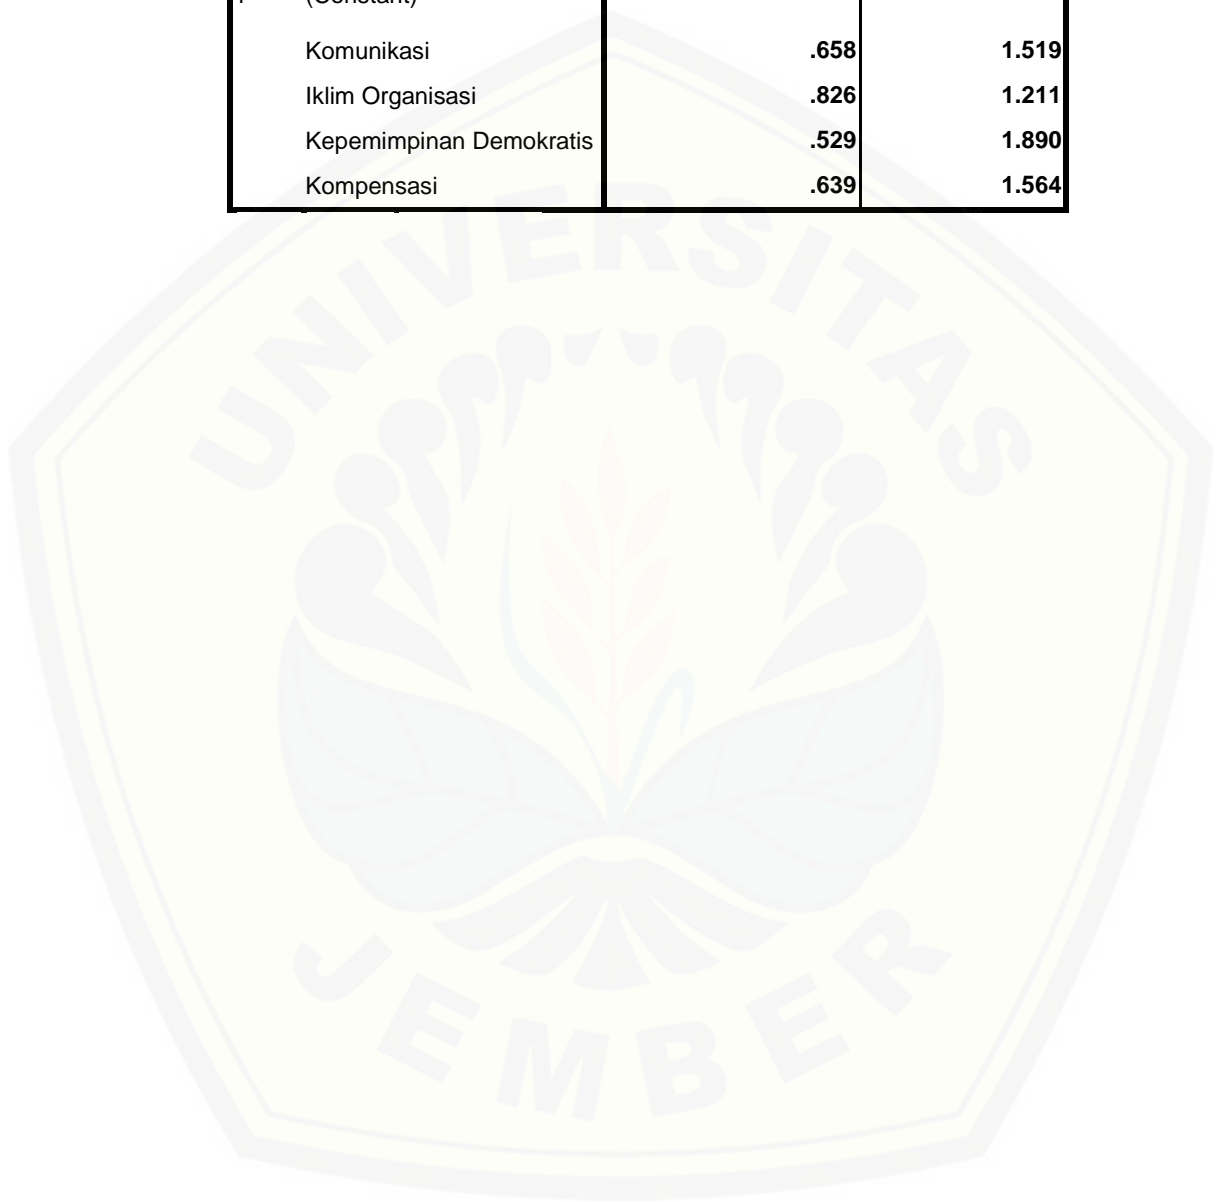 (Constant)
Komunikasi .658 1.519
Iklim Organisasi .826 1.211
Kepemimpinan Demokratis .529 1.890
Kompensasi .639 1.564
UNIVERSITAS
JEMBER